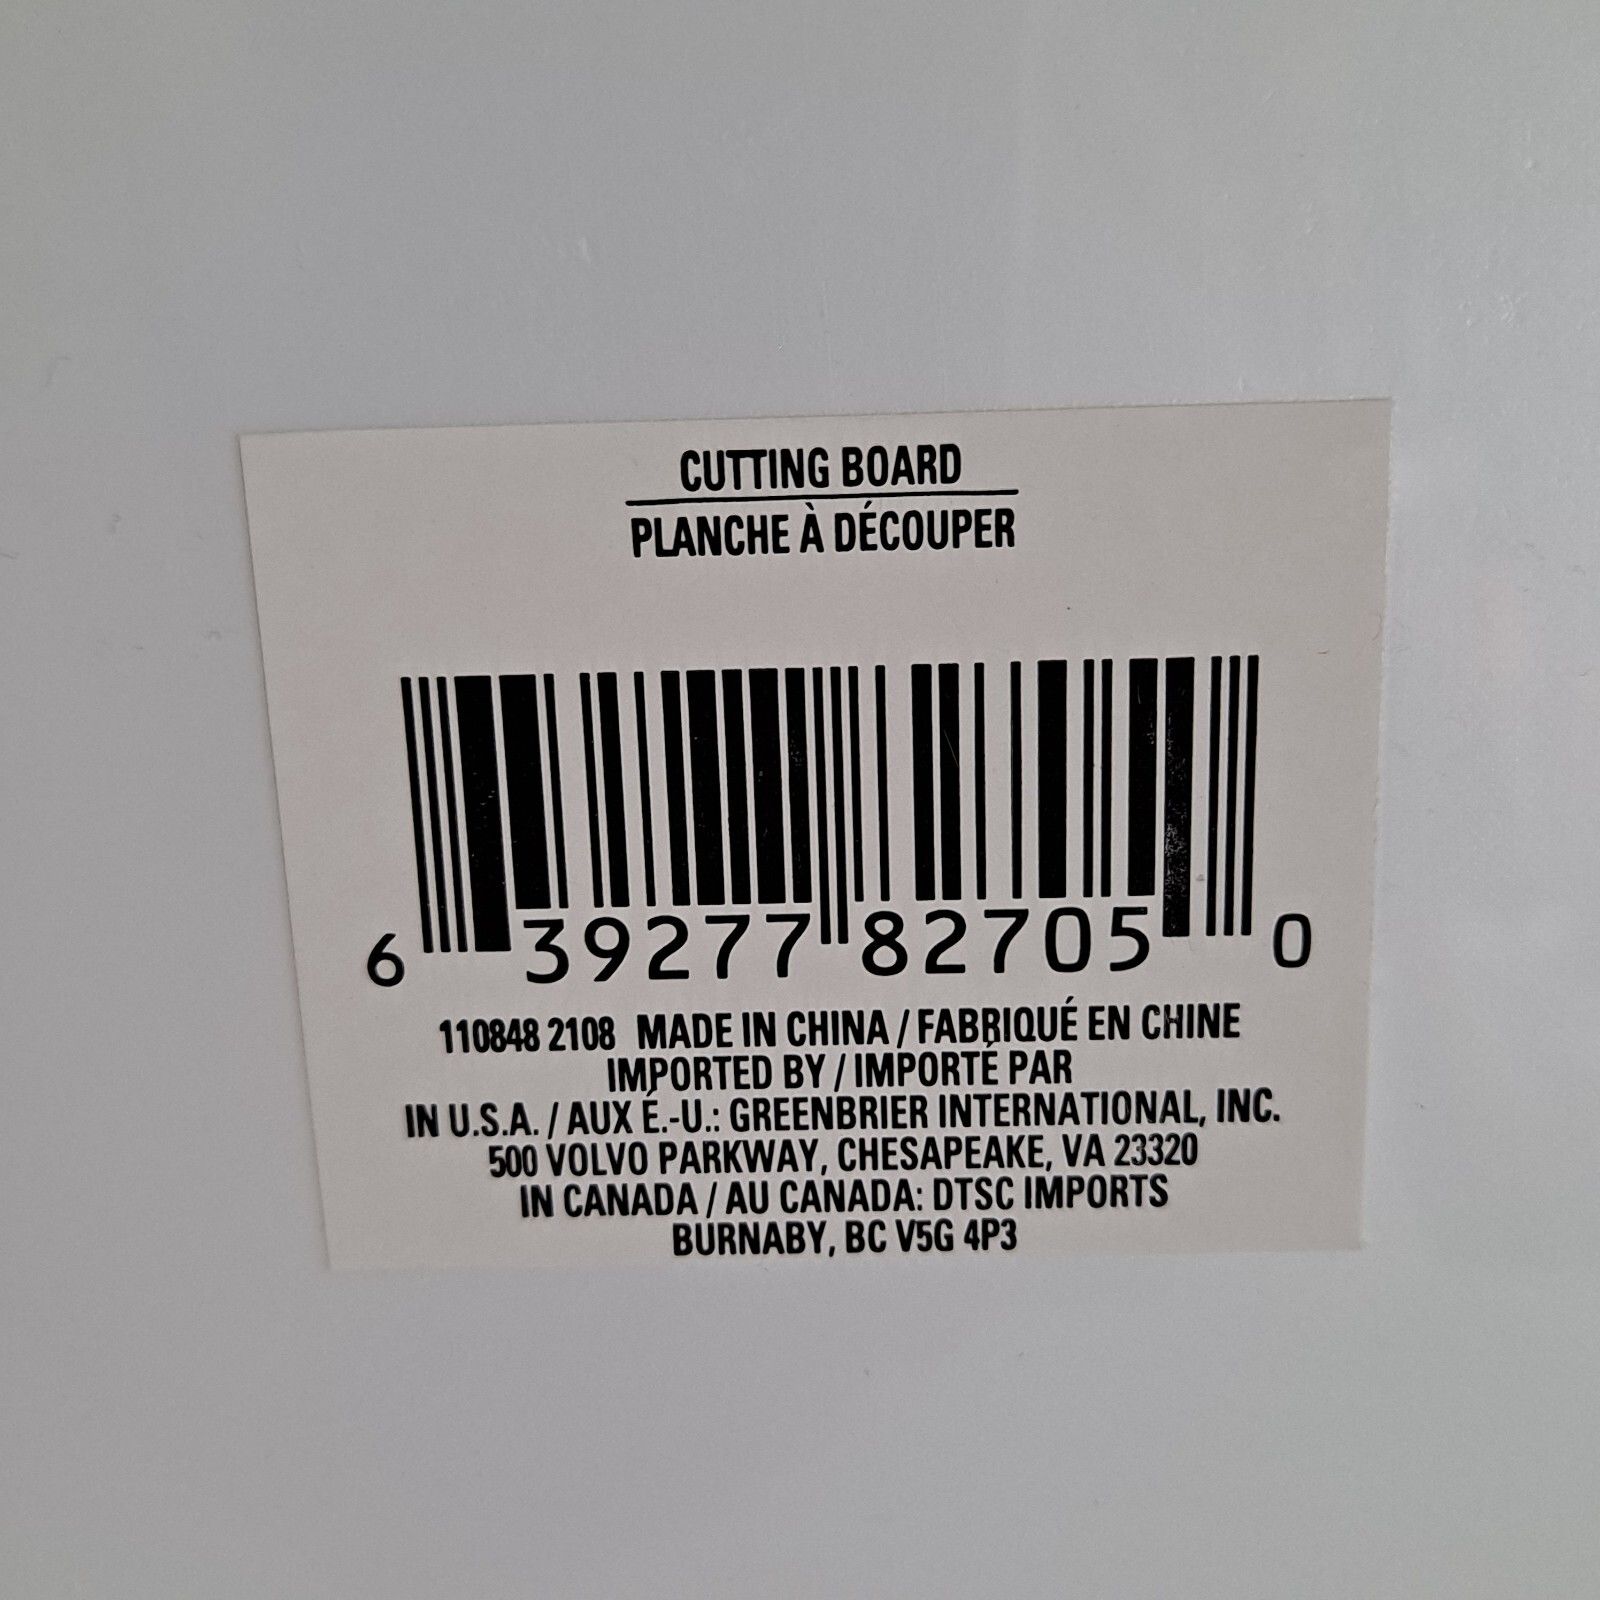 CUTTING BOARD
PLANCHE À DÉCOUPER
6 39277 82705 0
110848 2108 MADE IN CHINA / FABRIQUÉ EN CHINE
IMPORTED BY / IMPORTÉ PAR
IN U.S.A. / AUX É.-U.: GREENBRIER INTERNATIONAL, INC.
500 VOLVO PARKWAY, CHESAPEAKE, VA 23320
IN CANADA / AU CANADA: DTSC IMPORTS
BURNABY, BC V5G 4P3